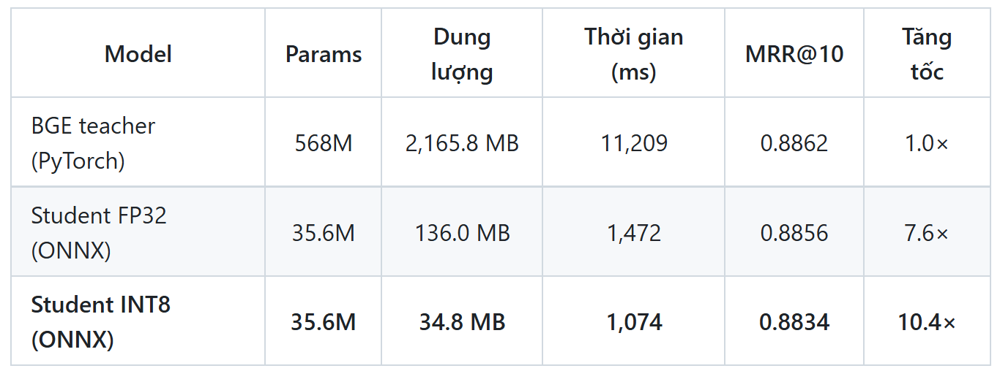 Model Params Dung lượng Thời gian (ms) MRR@10 Tăng tốc
BGE teacher (PyTorch) 568M 2,165.8 MB 11,209 0.8862 1.0×
Student FP32 (ONNX) 35.6M 136.0 MB 1,472 0.8856 7.6×
Student INT8 (ONNX) 35.6M 34.8 MB 1,074 0.8834 10.4×